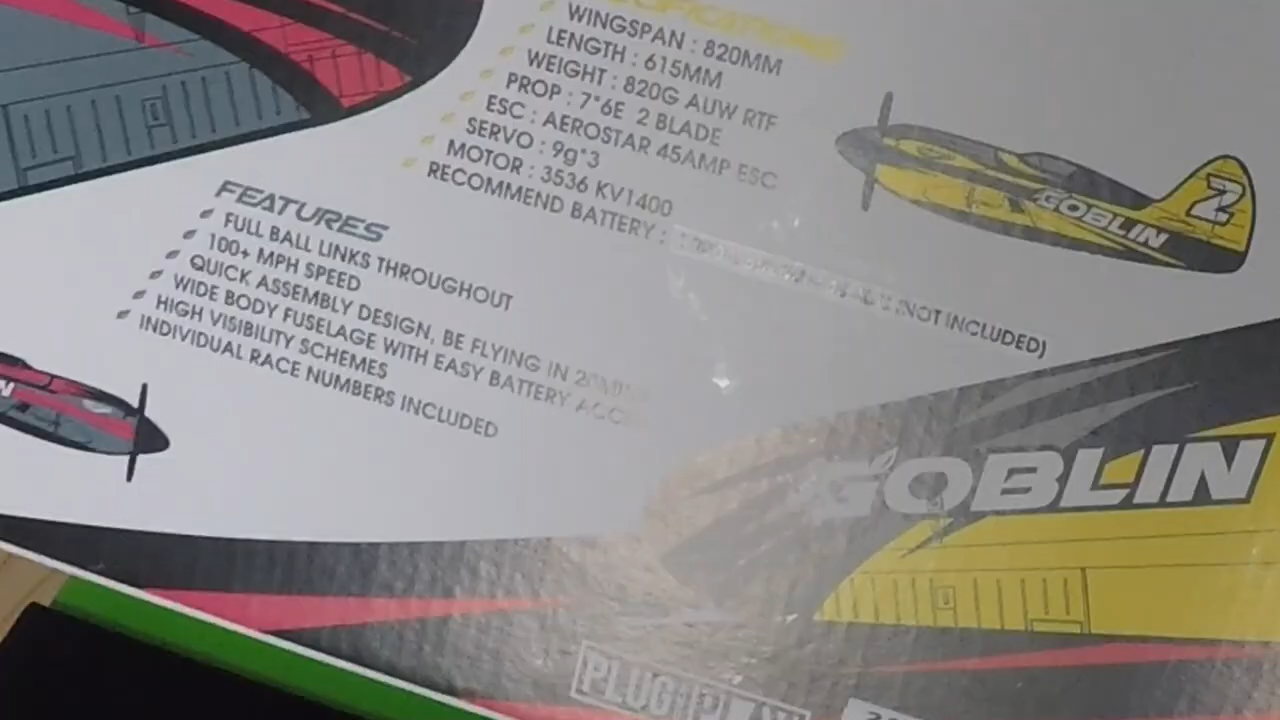 SPECIFICATIONS
WINGSPAN : 820MM
LENGTH : 615MM
WEIGHT : 820G AUW RTF
PROP : 7*6E 2 BLADE
ESC : AEROSTAR 45AMP ESC
SERVO : 9g*3
MOTOR : 3536 KV1400
RECOMMEND BATTERY : (NOT INCLUDED)
FEATURES
FULL BALL LINKS THROUGHOUT
100+ MPH SPEED
QUICK ASSEMBLY DESIGN, BE FLYING IN
WIDE BODY FUSELAGE WITH EASY BATTERY
HIGH VISIBILITY SCHEMES
INDIVIDUAL RACE NUMBERS INCLUDED
GOBLIN
2
GOBLIN